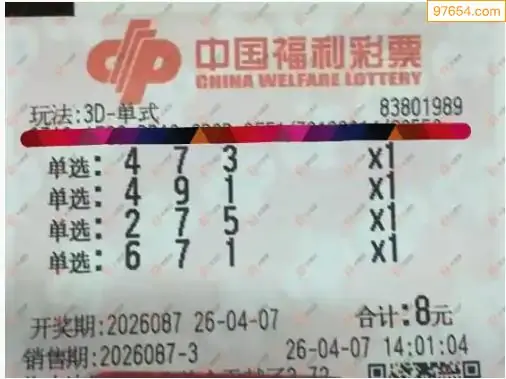 97654.com
中国福利彩票
CHINA WELFARE LOTTERY
玩法:3D-单式 83801989
单选: 4 7 3 x1
单选: 4 9 1 x1
单选: 2 7 5 x1
单选: 6 7 1 x1
合计:8元
开奖期:2026087 26-04-07
销售期:2026087-3 26-04-07 14:01:04